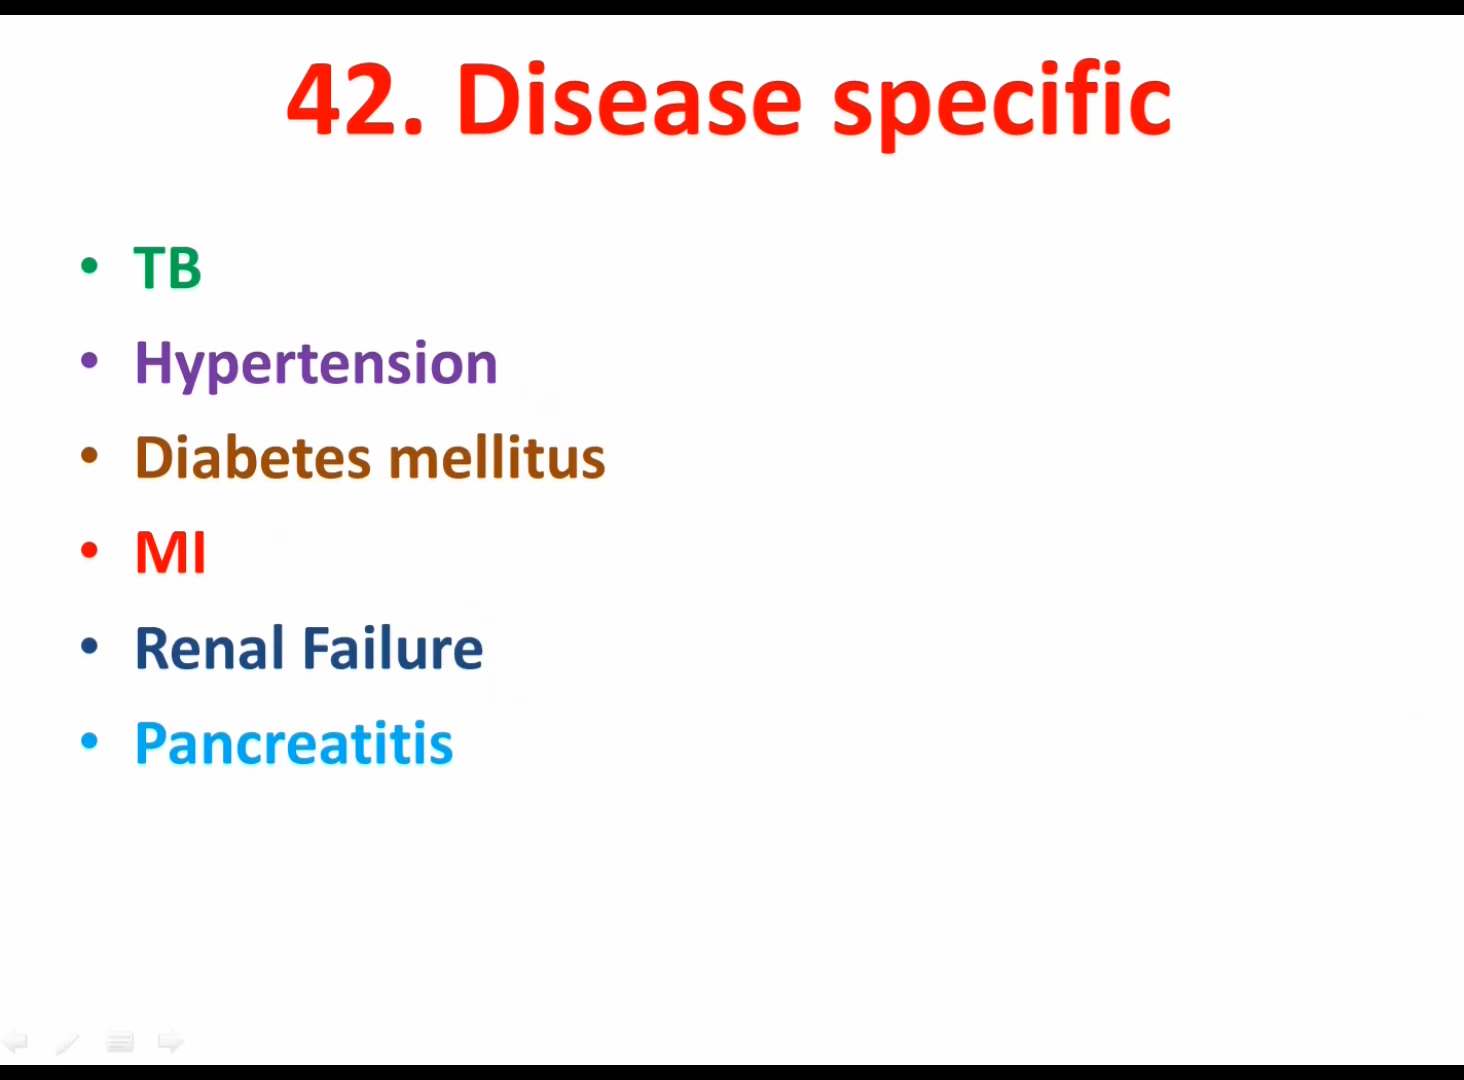 42. Disease specific
• TB
• Hypertension
• Diabetes mellitus
• MI
• Renal Failure
• Pancreatitis